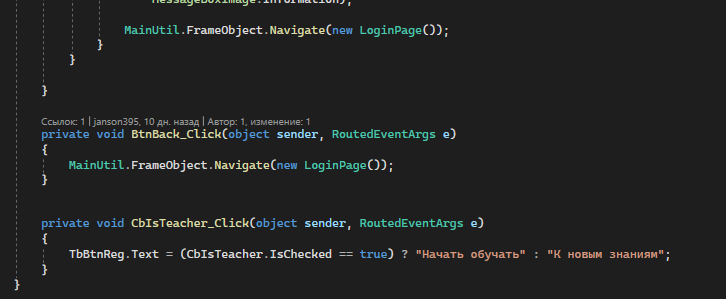 MessageBoxImage.Information);
MainUtil.FrameObject.Navigate(new LoginPage());
}
}
}
Ссылок: 1 | janson395, 10 дн. назад | Автор: 1, изменение: 1
private void BtnBack_Click(object sender, RoutedEventArgs e)
{
MainUtil.FrameObject.Navigate(new LoginPage());
}
private void CbIsTeacher_Click(object sender, RoutedEventArgs e)
{
TbBtnReg.Text = (CbIsTeacher.IsChecked == true) ? "Начать обучать" : "К новым знаниям";
}
}